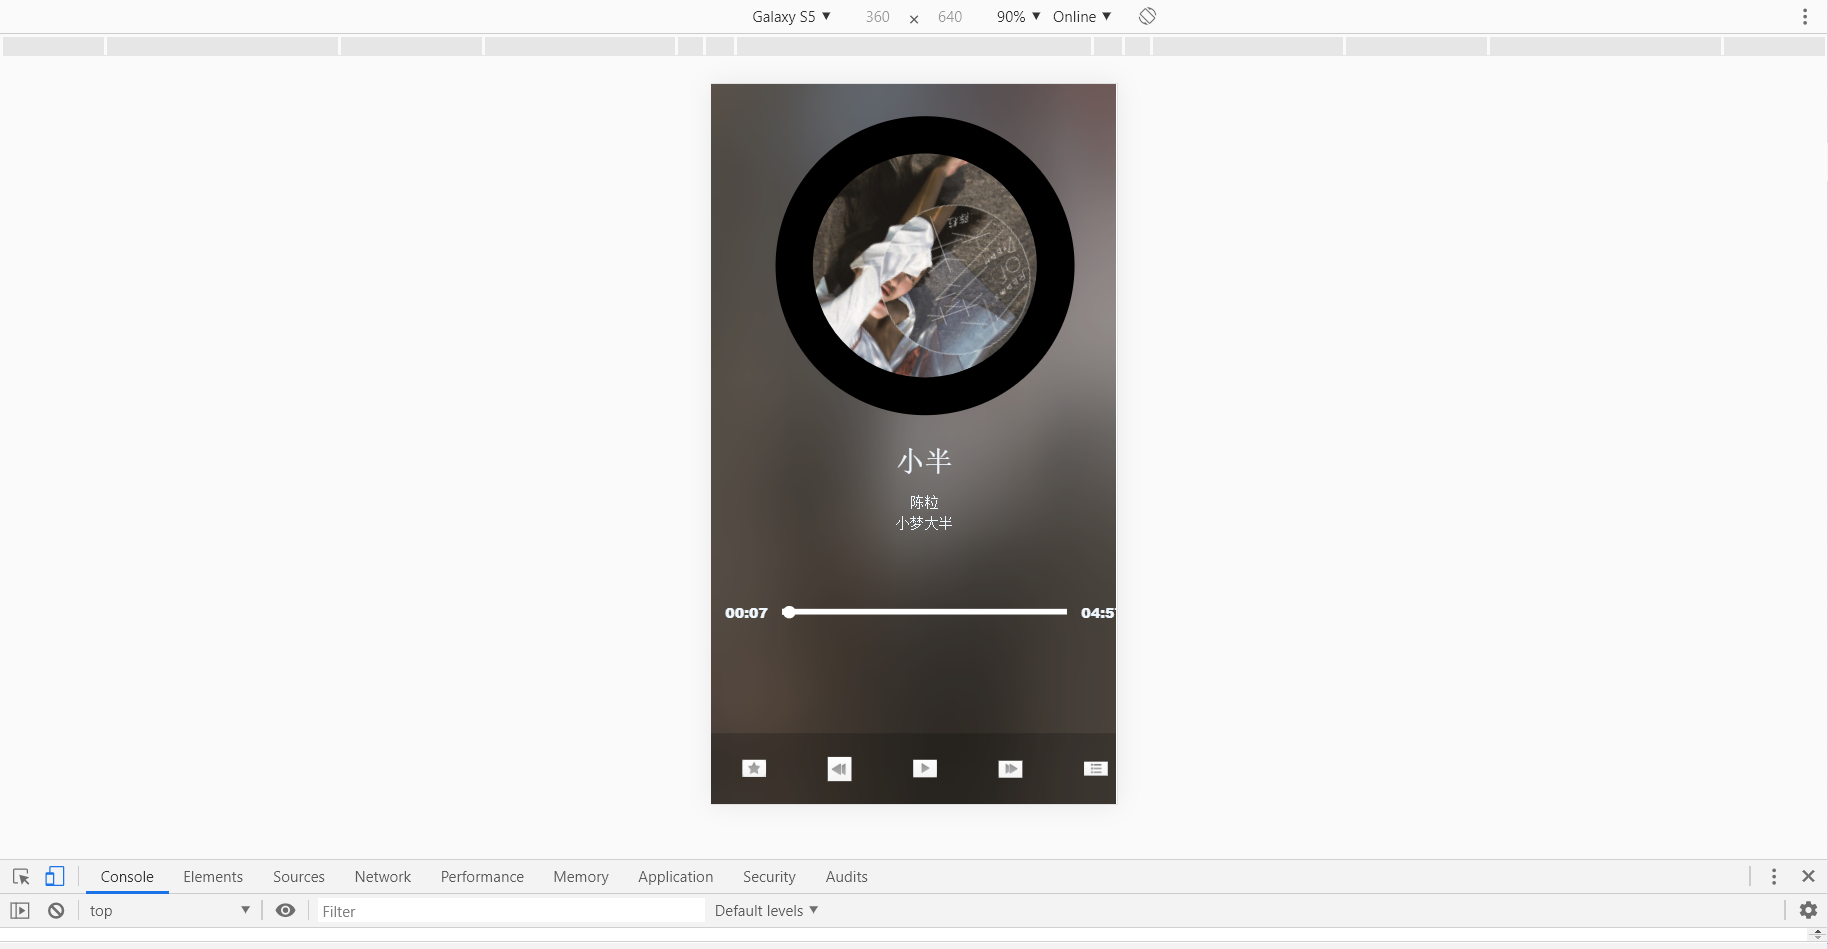 Galaxy S5 ▼ 360 × 640 90% ▼ Online ▼
小半
陈粒
小梦大半
00:07 04:5
Console Elements Sources Network Performance Memory Application Security Audits
top ▼ Filter Default levels ▼